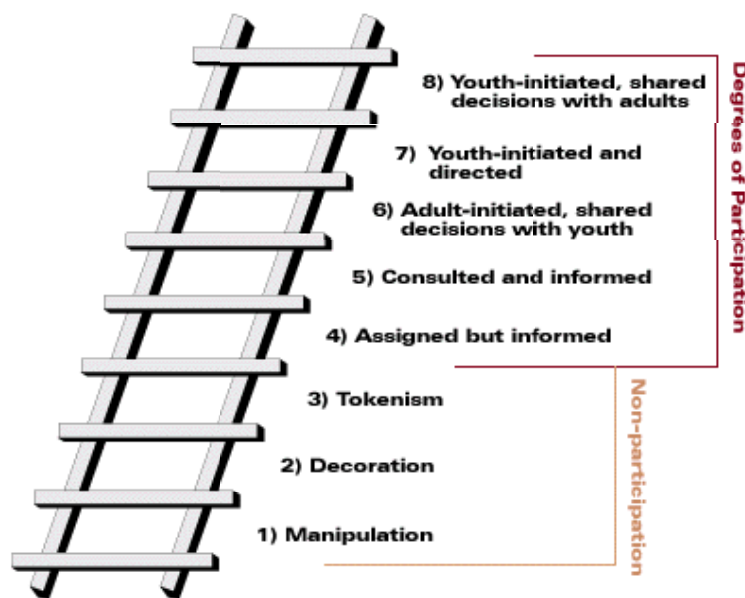 8) Youth-initiated, shared
decisions with adults
7) Youth-initiated and
directed
6) Adult-initiated, shared
decisions with youth
5) Consulted and informed
4) Assigned but informed
3) Tokenism
2) Decoration
1) Manipulation
Degrees of Participation
Non-participation